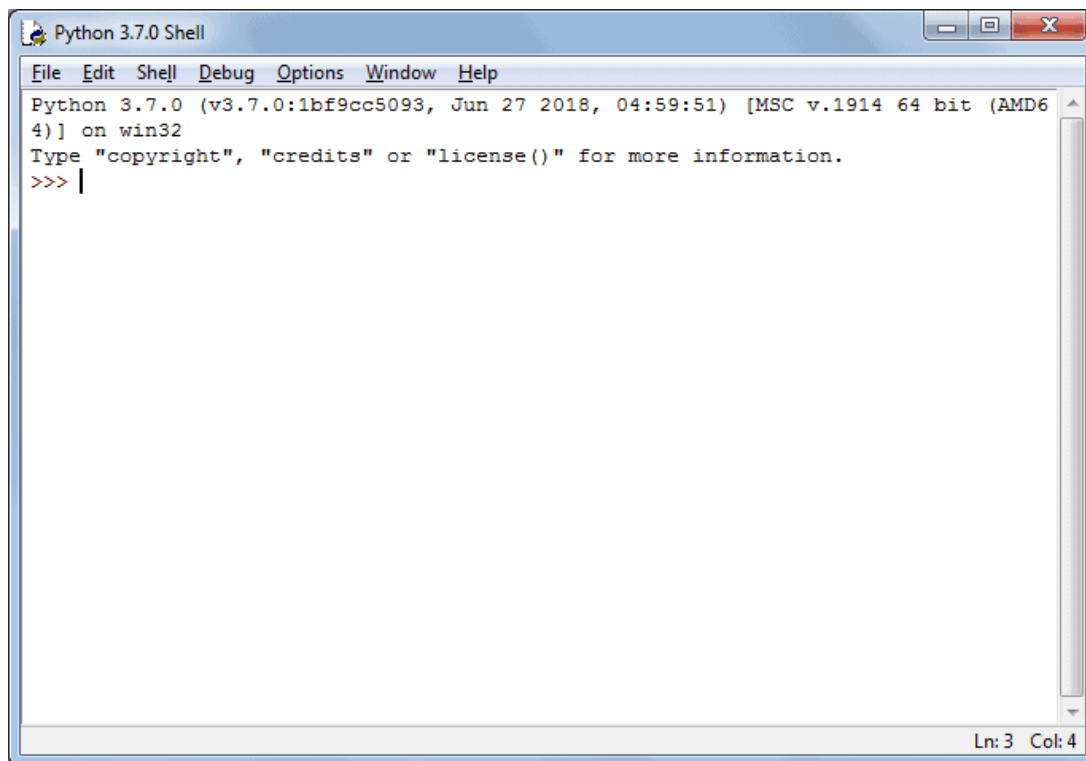 Python 3.7.0 Shell
File Edit Shell Debug Options Window Help
Python 3.7.0 (v3.7.0:1bf9cc5093, Jun 27 2018, 04:59:51) [MSC v.1914 64 bit (AMD6
4)] on win32
Type "copyright", "credits" or "license()" for more information.
>>>
Ln: 3 Col: 4